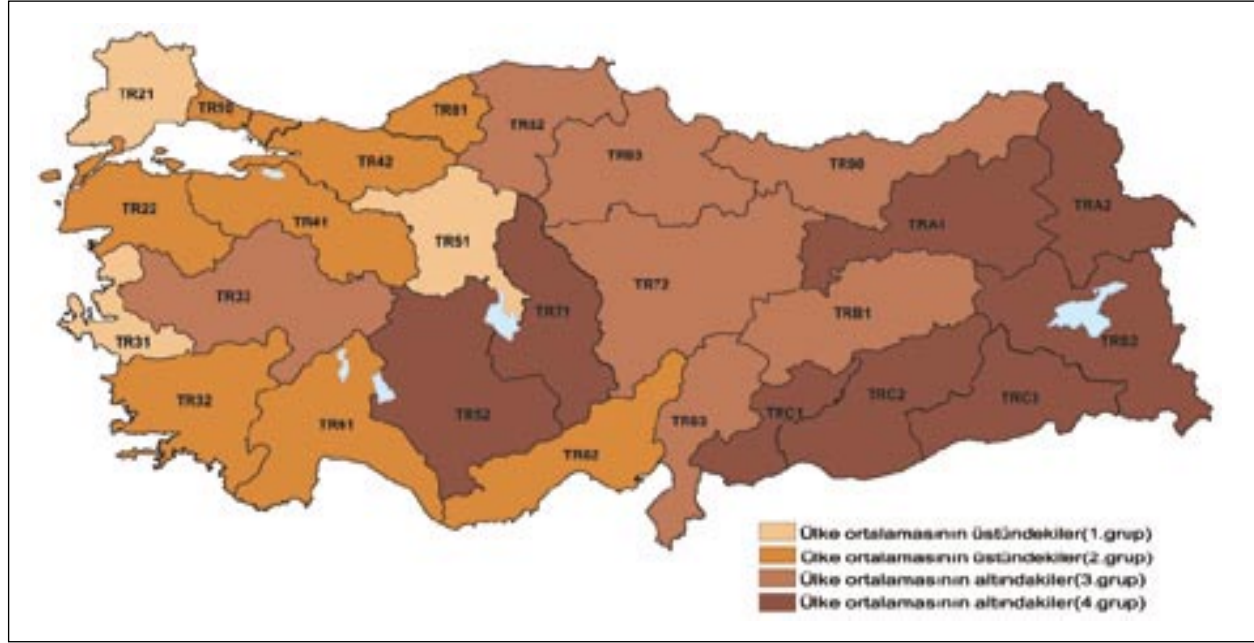 TR21
TR10
TR81
TR82
TR42
TR83
TR90
TRA2
TR22
TR41
TRA1
TR51
TR33
TR72
TR71
TRB1
TR31
TRB2
TR32
TRC2
TRC3
TR52
TRC1
TR61
TR63
TR62
Ülke ortalamasının üstündekiler(1.grup)
Ülke ortalamasının üstündekiler(2.grup)
Ülke ortalamasının altındakiler(3.grup)
Ülke ortalamasının altındakiler(4.grup)